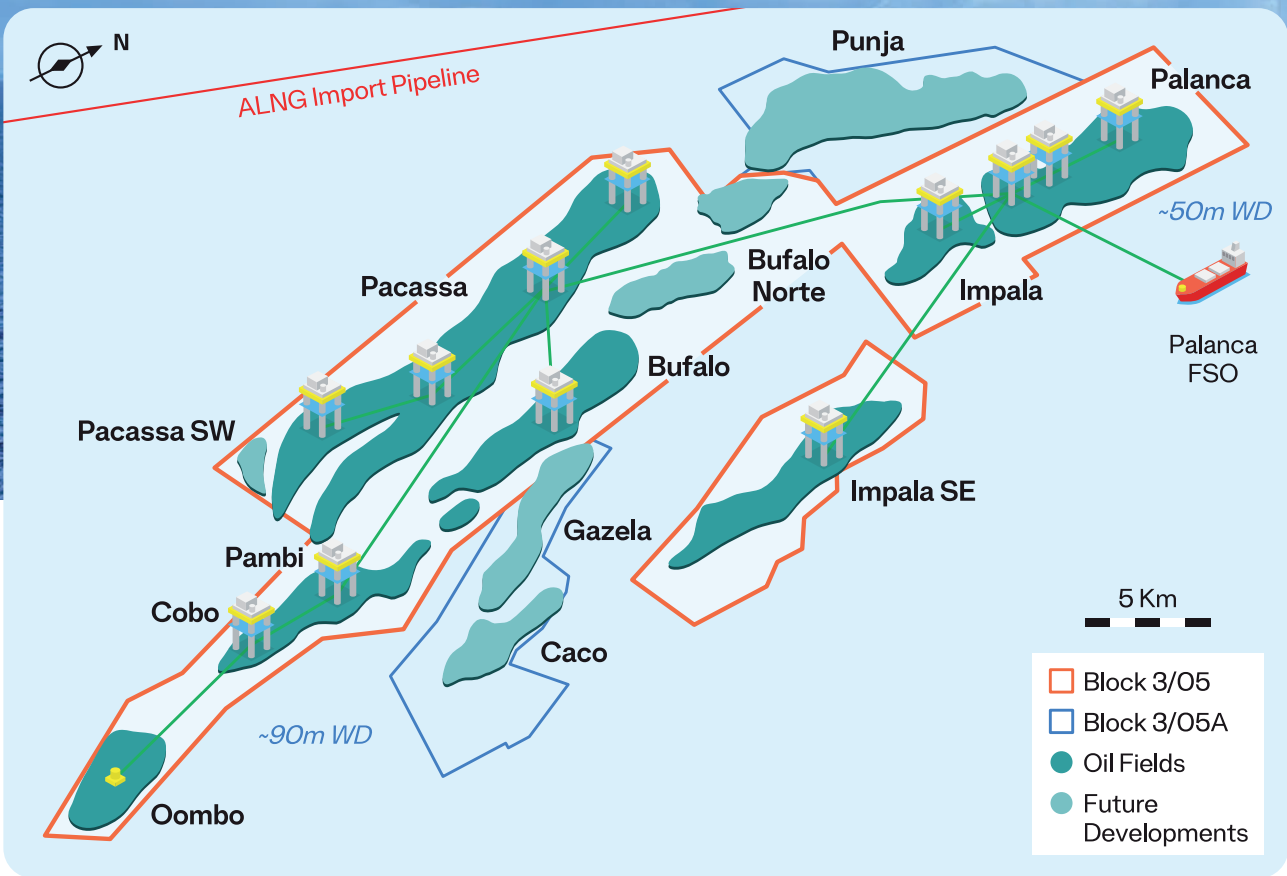 N
ALNG Import Pipeline
Punja
Palanca
~50m WD
Pacassa
Bufalo
Norte
Impala
Palanca
FSO
Bufalo
Pacassa SW
Impala SE
Gazela
Pambi
Cobo
Caco
~90m WD
Oombo
5 Km
Block 3/05
Block 3/05A
Oil Fields
Future
Developments